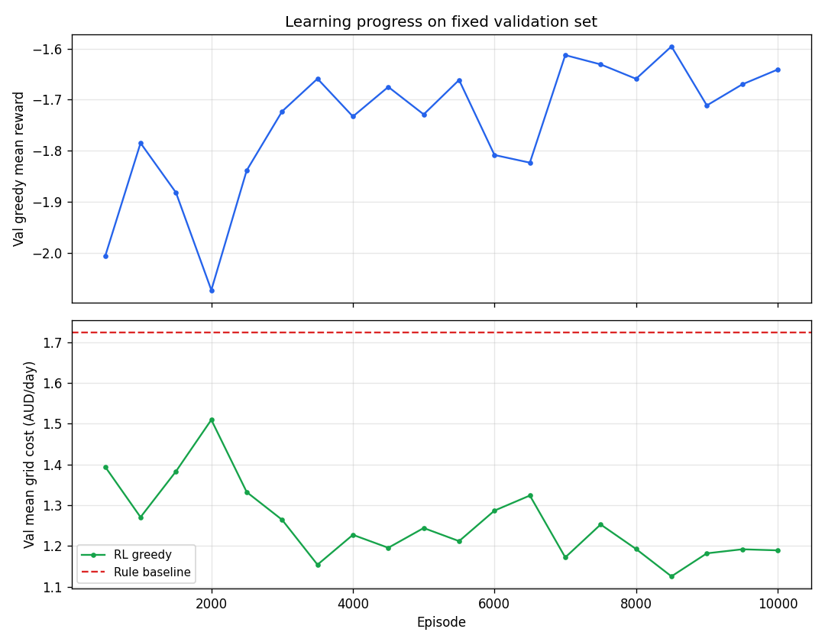 Learning progress on fixed validation set
Val greedy mean reward
−1.6
−1.7
−1.8
−1.9
−2.0
Val mean grid cost (AUD/day)
1.7
1.6
1.5
1.4
1.3
1.2
1.1
RL greedy
Rule baseline
2000 4000 6000 8000 10000
Episode